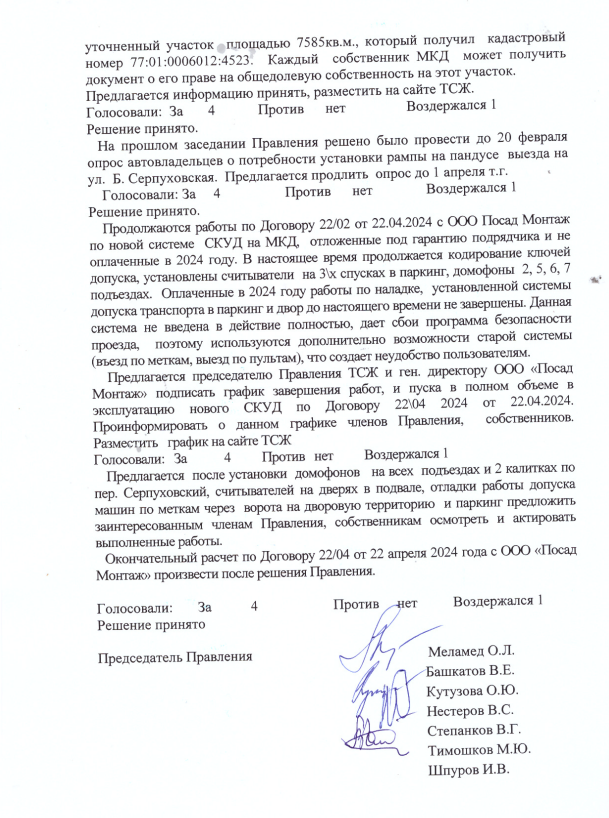 уточненный участок площадью 7585кв.м., который получил кадастровый
номер 77:01:0006012:4523. Каждый собственник МКД может получить
документ о его праве на общедолевую собственность на этот участок.
Предлагается информацию принять, разместить на сайте ТСЖ.
Голосовали: За 4 Против нет Воздержался 1
Решение принято.
На прошлом заседании Правления решено было провести до 20 февраля
опрос автовладельцев о потребности установки рампы на пандусе выезда на
ул. Б. Серпуховская. Предлагается продлить опрос до 1 апреля т.г.
Голосовали: За 4 Против нет Воздержался 1
Решение принято.
Продолжаются работы по Договору 22/02 от 22.04.2024 с ООО Посад Монтаж
по новой системе СКУД на МКД, отложенные под гарантию подрядчика и не
оплаченные в 2024 году. В настоящее время продолжается кодирование ключей
допуска, установлены считыватели на 3\х спусках в паркинг, домофоны 2, 5, 6, 7
подъездах. Оплаченные в 2024 году работы по наладке, установленной системы
допуска транспорта в паркинг и двор до настоящего времени не завершены. Данная
система не введена в действие полностью, дает сбои программа безопасности
проезда, поэтому используются дополнительно возможности старой системы
(въезд по меткам, выезд по пультам), что создает неудобство пользователям.
Предлагается председателю Правления ТСЖ и ген. директору ООО «Посад
Монтаж» подписать график завершения работ, и пуска в полном объеме в
эксплуатацию нового СКУД по Договору 22\04 2024 от 22.04.2024.
Проинформировать о данном графике членов Правления, собственников.
Разместить график на сайте ТСЖ
Голосовали: За 4 Против нет Воздержался 1
Предлагается после установки домофонов на всех подъездах и 2 калитках по
пер. Серпуховский, считывателей на дверях в подвале, отладки работы допуска
машин по меткам через ворота на дворовую территорию и паркинг предложить
заинтересованным членам Правления, собственникам осмотреть и актировать
выполненные работы.
Окончательный расчет по Договору 22/04 от 22 апреля 2024 года с ООО «Посад
Монтаж» произвести после решения Правления.
Голосовали: За 4 Против нет Воздержался 1
Решение принято
Председатель Правления Меламед О.Л.
Башкатов В.Е.
Кутузова О.Ю.
Нестеров В.С.
Степанков В.Г.
Тимошков М.Ю.
Шпуров И.В.